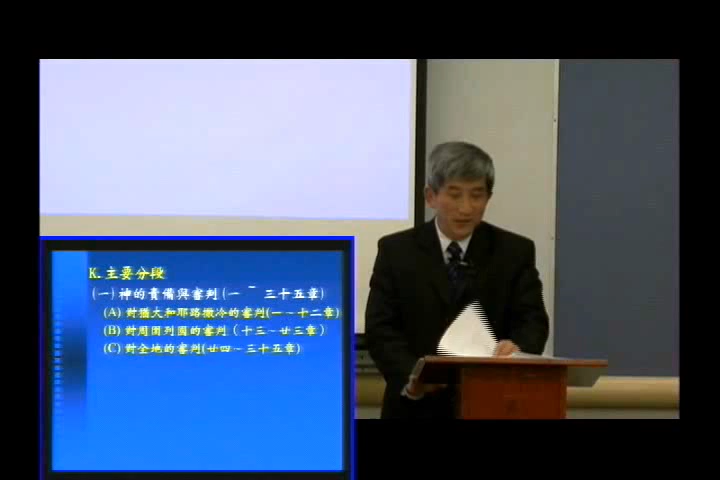 K.主要分段
(一)神的責備與審判(一 ~ 三十五章)
(A) 對猶大和耶路撒冷的審判(一~十二章)
(B) 對周圍列國的審判(十三~廿三章)
(C) 對全地的審判(廿四~三十五章)